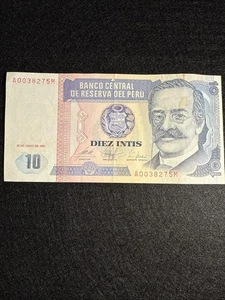 A0038275M
BANCO CENTRAL
DE RESERVA DEL PERU
DIEZ INTIS
10
A0038275M